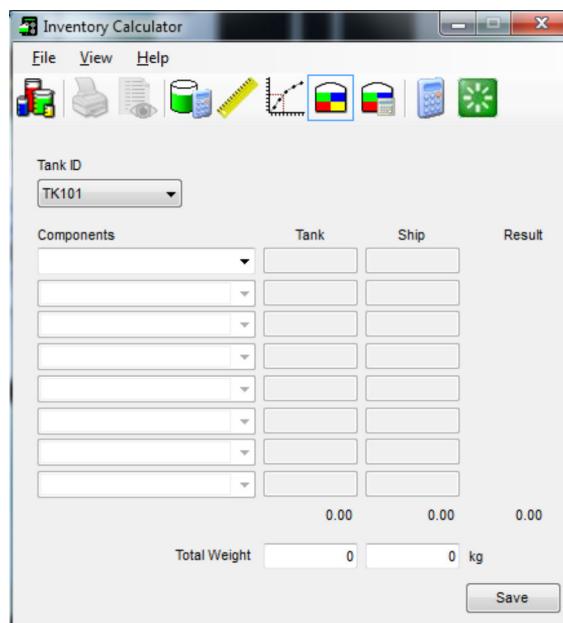 Inventory Calculator
File View Help
Tank ID
TK101
Components Tank Ship Result
0.00 0.00 0.00
Total Weight 0 0 kg
Save